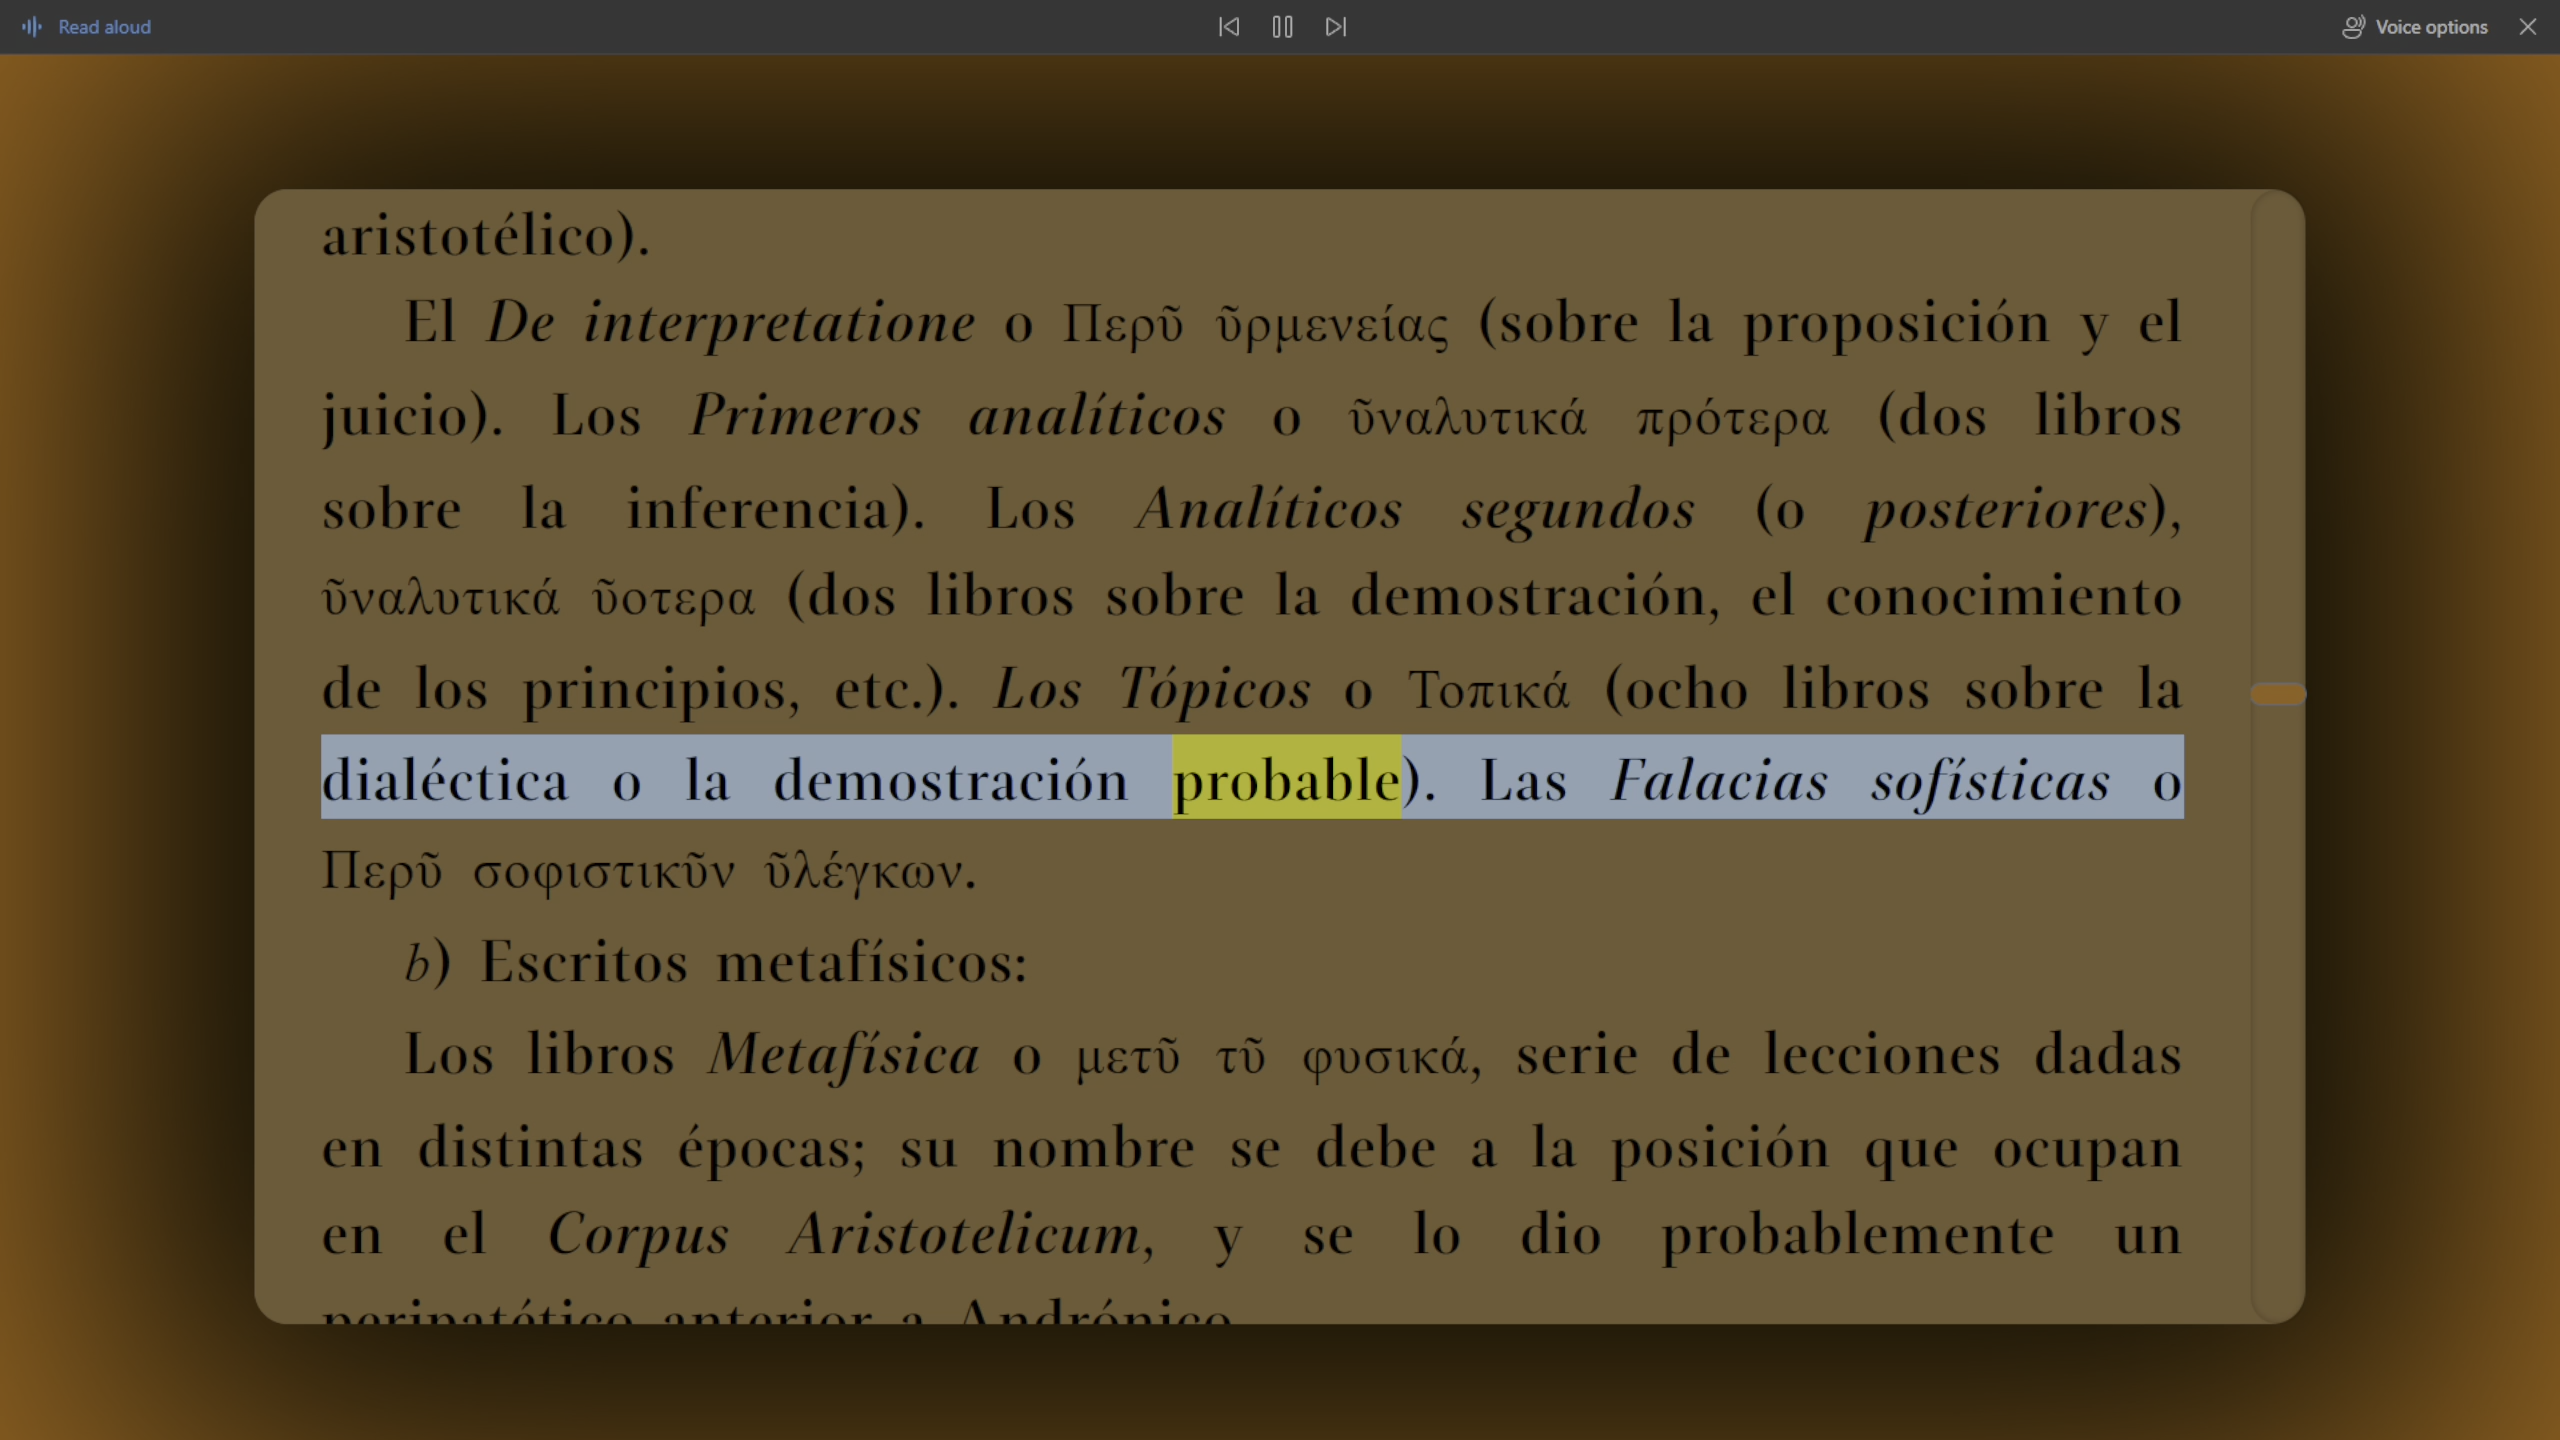 Read aloud
Voice options
aristotélico).
El De interpretatione o Περῦ ῦρμενείας (sobre la proposición y el
juicio). Los Primeros analíticos o ῦναλυτικά πρότερα (dos libros
sobre la inferencia). Los Analíticos segundos (o posteriores),
ῦναλυτικά ῦοτερα (dos libros sobre la demostración, el conocimiento
de los principios, etc.). Los Tópicos o Τοπικά (ocho libros sobre la
dialéctica o la demostración probable). Las Falacias sofísticas o
Περῦ σοφιστικῦν ῦλέγκων.
b) Escritos metafísicos:
Los libros Metafísica o μετῦ τῦ φυσικά, serie de lecciones dadas
en distintas épocas; su nombre se debe a la posición que ocupan
en el Corpus Aristotelicum, y se lo dio probablemente un
peripatético anterior a Andrónico